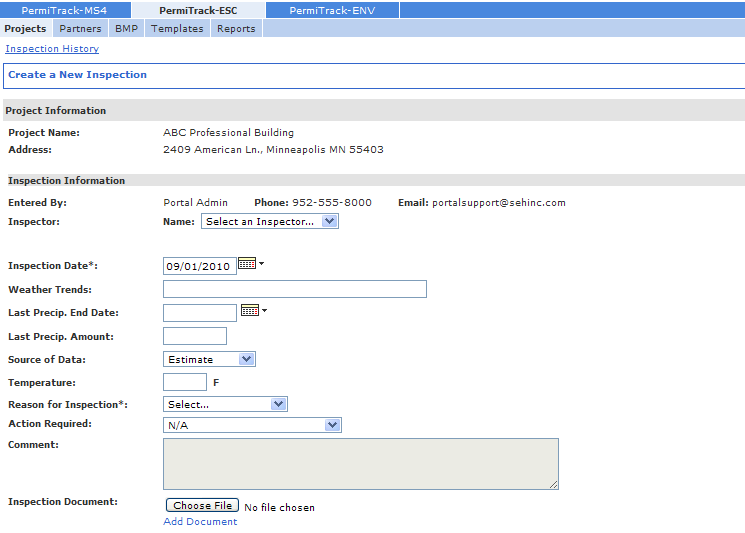 PermiTrack-MS4 PermiTrack-ESC PermiTrack-ENV
Projects Partners BMP Templates Reports
Inspection History
Create a New Inspection
Project Information
Project Name: ABC Professional Building
Address: 2409 American Ln., Minneapolis MN 55403
Inspection Information
Entered By: Portal Admin Phone: 952-555-8000 Email: portalsupport@sehinc.com
Inspector: Name: Select an Inspector...
Inspection Date*: 09/01/2010
Weather Trends:
Last Precip. End Date:
Last Precip. Amount:
Source of Data: Estimate
Temperature: F
Reason for Inspection*: Select...
Action Required: N/A
Comment:
Inspection Document: Choose File No file chosen
Add Document